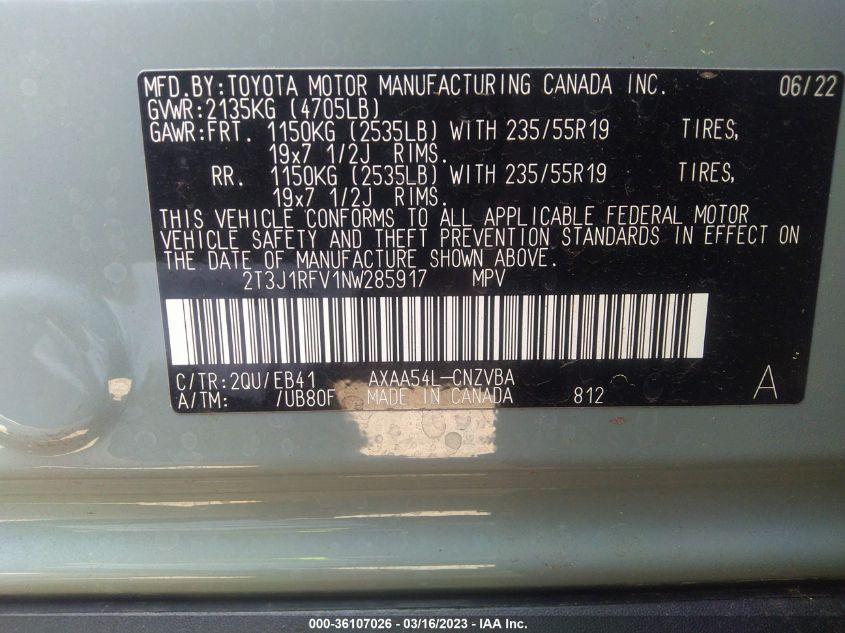 MFD. BY: TOYOTA MOTOR MANUFACTURING CANADA INC. 06/22
GVWR: 2135KG (4705LB)
GAWR: FRT. 1150KG (2535LB) WITH 235/55R19 TIRES,
19x7 1/2J RIMS.
RR. 1150KG (2535LB) WITH 235/55R19 TIRES,
19x7 1/2J RIMS.
THIS VEHICLE CONFORMS TO ALL APPLICABLE FEDERAL MOTOR
VEHICLE SAFETY AND THEFT PREVENTION STANDARDS IN EFFECT ON
THE DATE OF MANUFACTURE SHOWN ABOVE.
2T3J1RFV1NW285917 MPV
C/TR: 2QU/EB41 AXAA54L-CNZVBA A
A/TM: /UB80F MADE IN CANADA 812
000-36107026 - 03/16/2023 - IAA Inc.